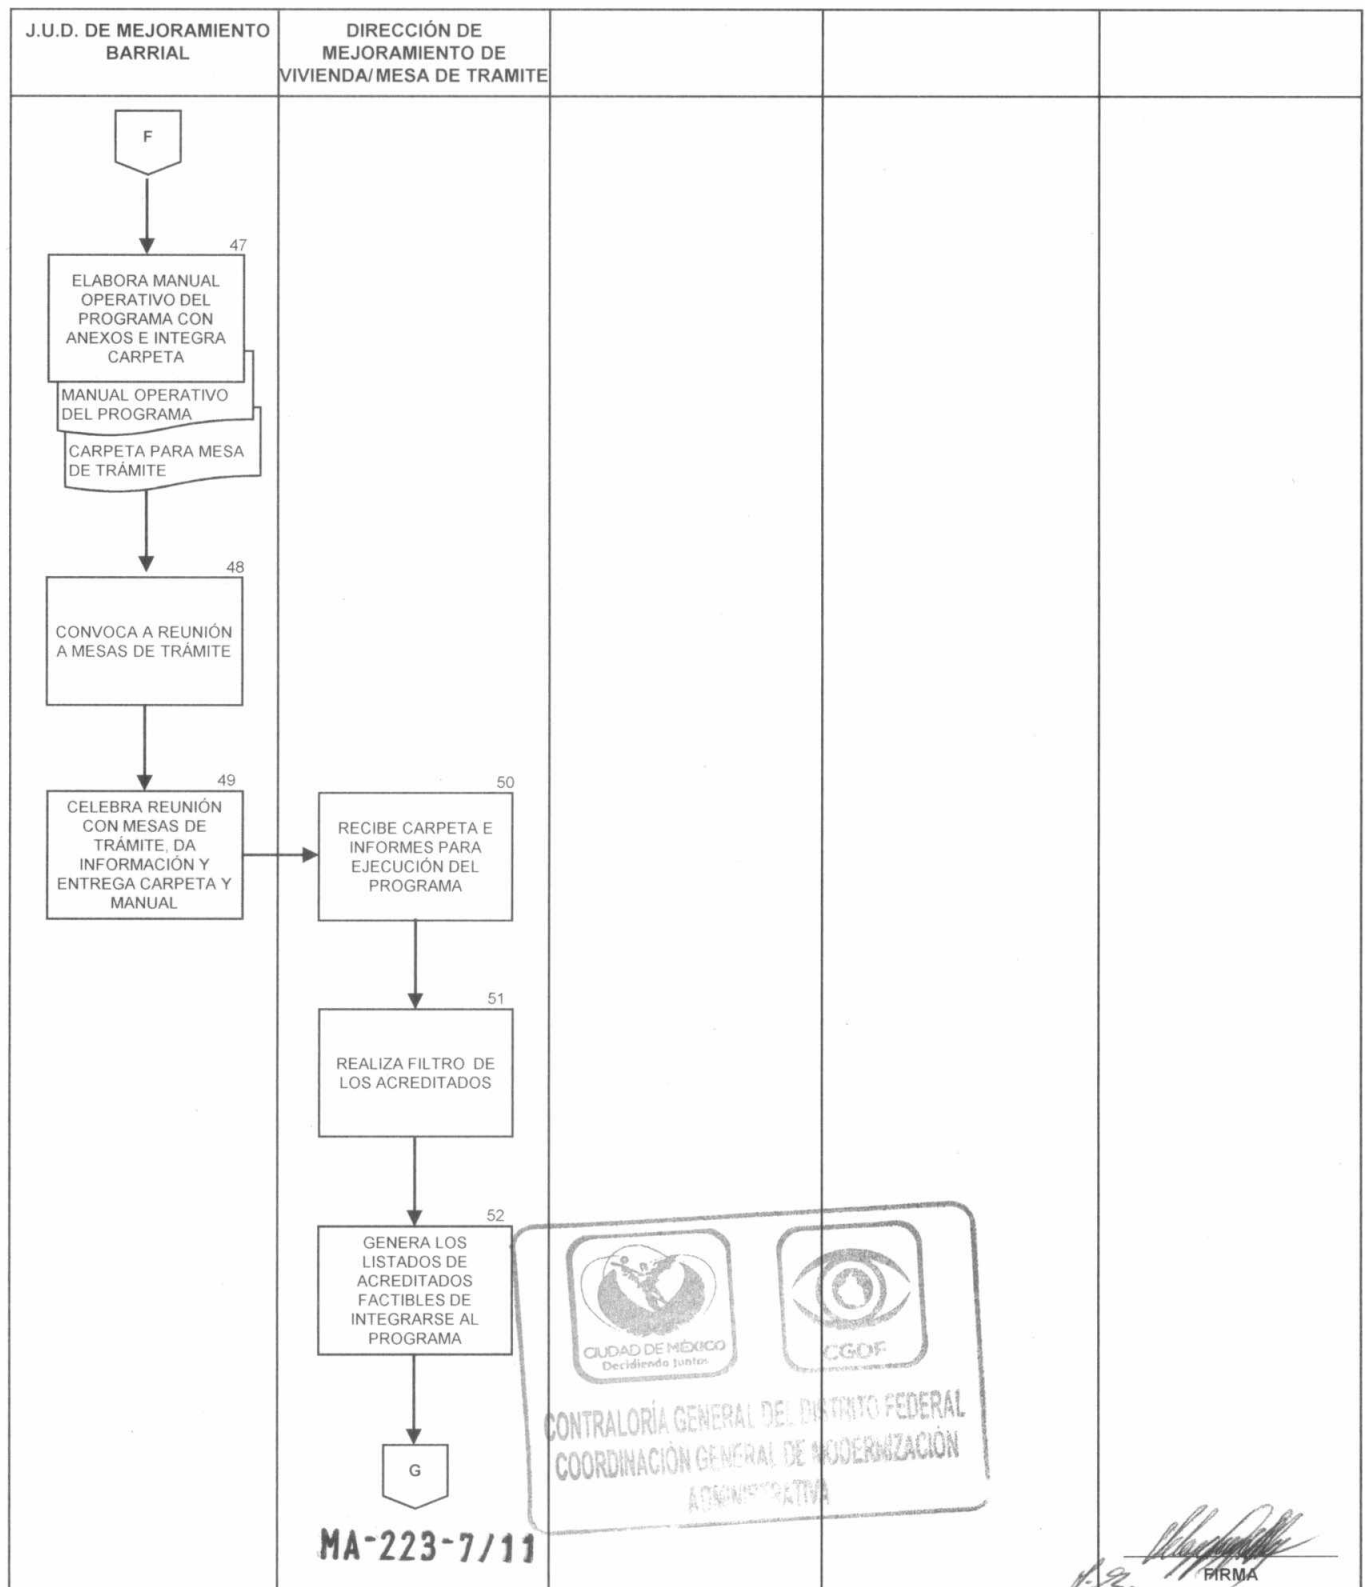 J.U.D. DE MEJORAMIENTO
BARRIAL
DIRECCIÓN DE
MEJORAMIENTO DE
VIVIENDA/MESA DE TRAMITE
F
47
ELABORA MANUAL
OPERATIVO DEL
PROGRAMA CON
ANEXOS E INTEGRA
CARPETA
MANUAL OPERATIVO
DEL PROGRAMA
CARPETA PARA MESA
DE TRÁMITE
48
CONVOCA A REUNIÓN
A MESAS DE TRÁMITE
49
CELEBRA REUNIÓN
CON MESAS DE
TRÁMITE, DA
INFORMACIÓN Y
ENTREGA CARPETA Y
MANUAL
50
RECIBE CARPETA E
INFORMES PARA
EJECUCIÓN DEL
PROGRAMA
51
REALIZA FILTRO DE
LOS ACREDITADOS
52
GENERA LOS
LISTADOS DE
ACREDITADOS
FACTIBLES DE
INTEGRARSE AL
PROGRAMA
G
CIUDAD DE MÉXICO
Decidiendo Juntos
CGDF
CONTRALORÍA GENERAL DEL DISTRITO FEDERAL
COORDINACIÓN GENERAL DE MODERNIZACIÓN
ADMINISTRATIVA
MA-223-7/11
FIRMA